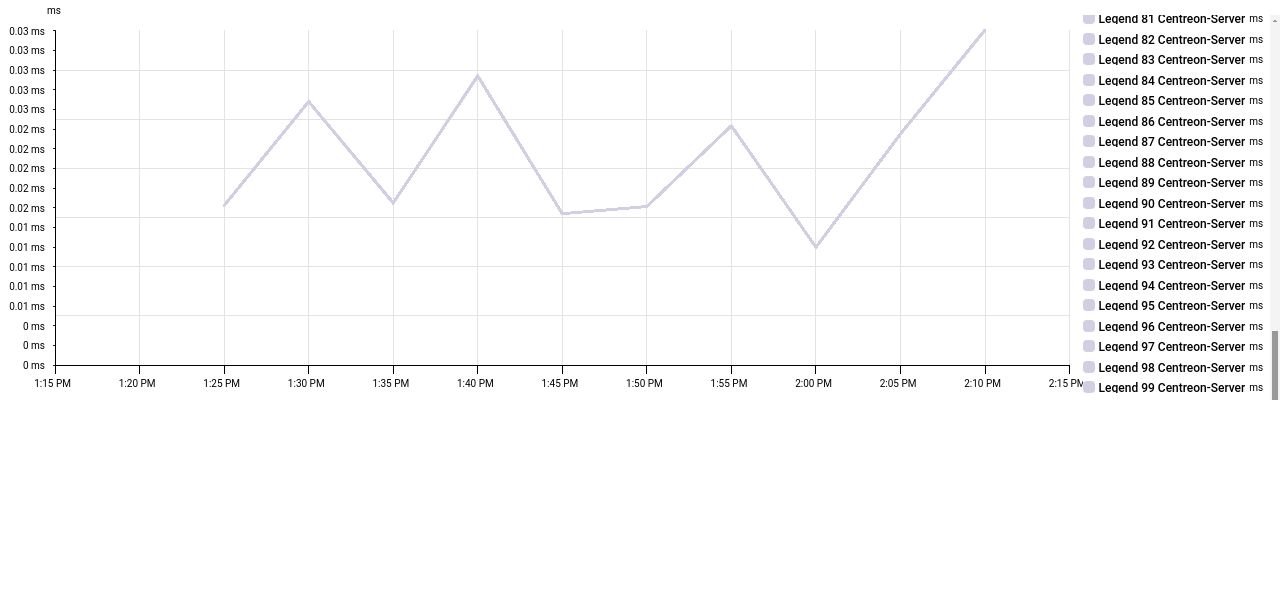 ms
0.03 ms
0.03 ms
0.03 ms
0.03 ms
0.03 ms
0.02 ms
0.02 ms
0.02 ms
0.02 ms
0.02 ms
0.01 ms
0.01 ms
0.01 ms
0.01 ms
0.01 ms
0 ms
0 ms
0 ms
1:15 PM 1:20 PM 1:25 PM 1:30 PM 1:35 PM 1:40 PM 1:45 PM 1:50 PM 1:55 PM 2:00 PM 2:05 PM 2:10 PM 2:15 PM
Legend 81 Centreon-Server ms
Legend 82 Centreon-Server ms
Legend 83 Centreon-Server ms
Legend 84 Centreon-Server ms
Legend 85 Centreon-Server ms
Legend 86 Centreon-Server ms
Legend 87 Centreon-Server ms
Legend 88 Centreon-Server ms
Legend 89 Centreon-Server ms
Legend 90 Centreon-Server ms
Legend 91 Centreon-Server ms
Legend 92 Centreon-Server ms
Legend 93 Centreon-Server ms
Legend 94 Centreon-Server ms
Legend 95 Centreon-Server ms
Legend 96 Centreon-Server ms
Legend 97 Centreon-Server ms
Legend 98 Centreon-Server ms
Legend 99 Centreon-Server ms